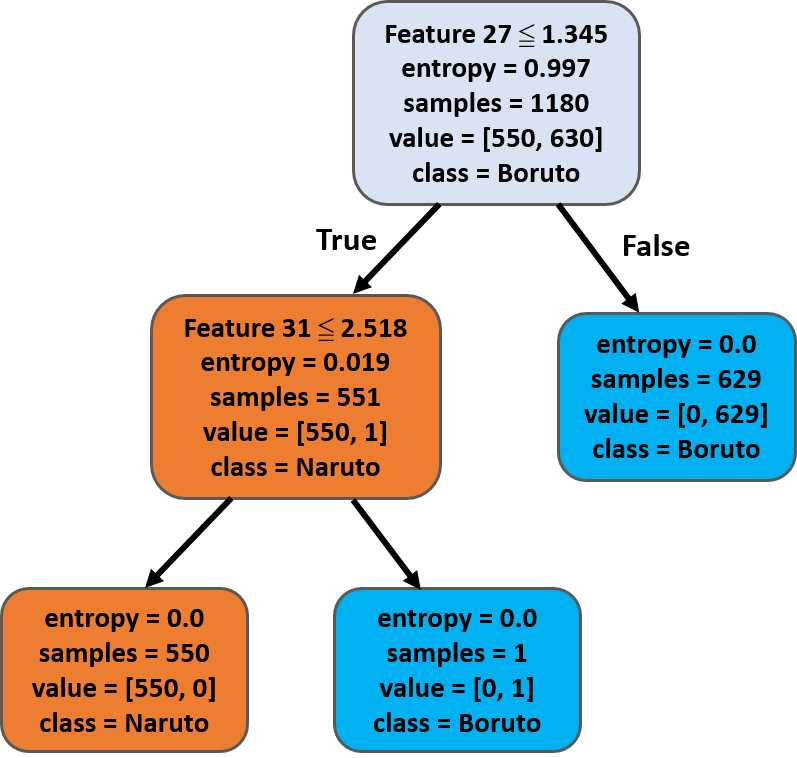 Feature 27 ≦ 1.345
entropy = 0.997
samples = 1180
value = [550, 630]
class = Boruto
True
False
Feature 31 ≦ 2.518
entropy = 0.019
samples = 551
value = [550, 1]
class = Naruto
entropy = 0.0
samples = 629
value = [0, 629]
class = Boruto
entropy = 0.0
samples = 550
value = [550, 0]
class = Naruto
entropy = 0.0
samples = 1
value = [0, 1]
class = Boruto